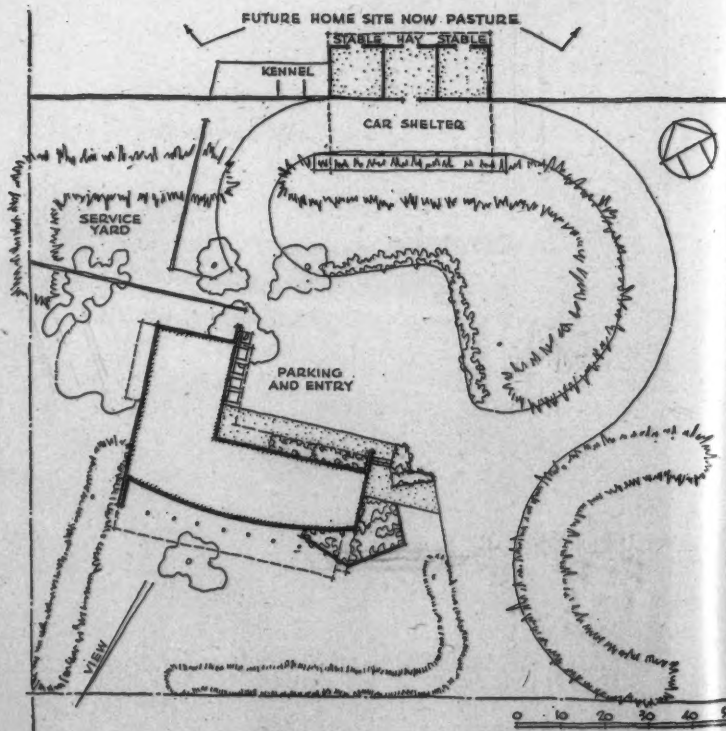 FUTURE HOME SITE NOW PASTURE
STABLE HAY STABLE
KENNEL
CAR SHELTER
SERVICE
YARD
PARKING
AND ENTRY
VIEW
0 10 20 30 40